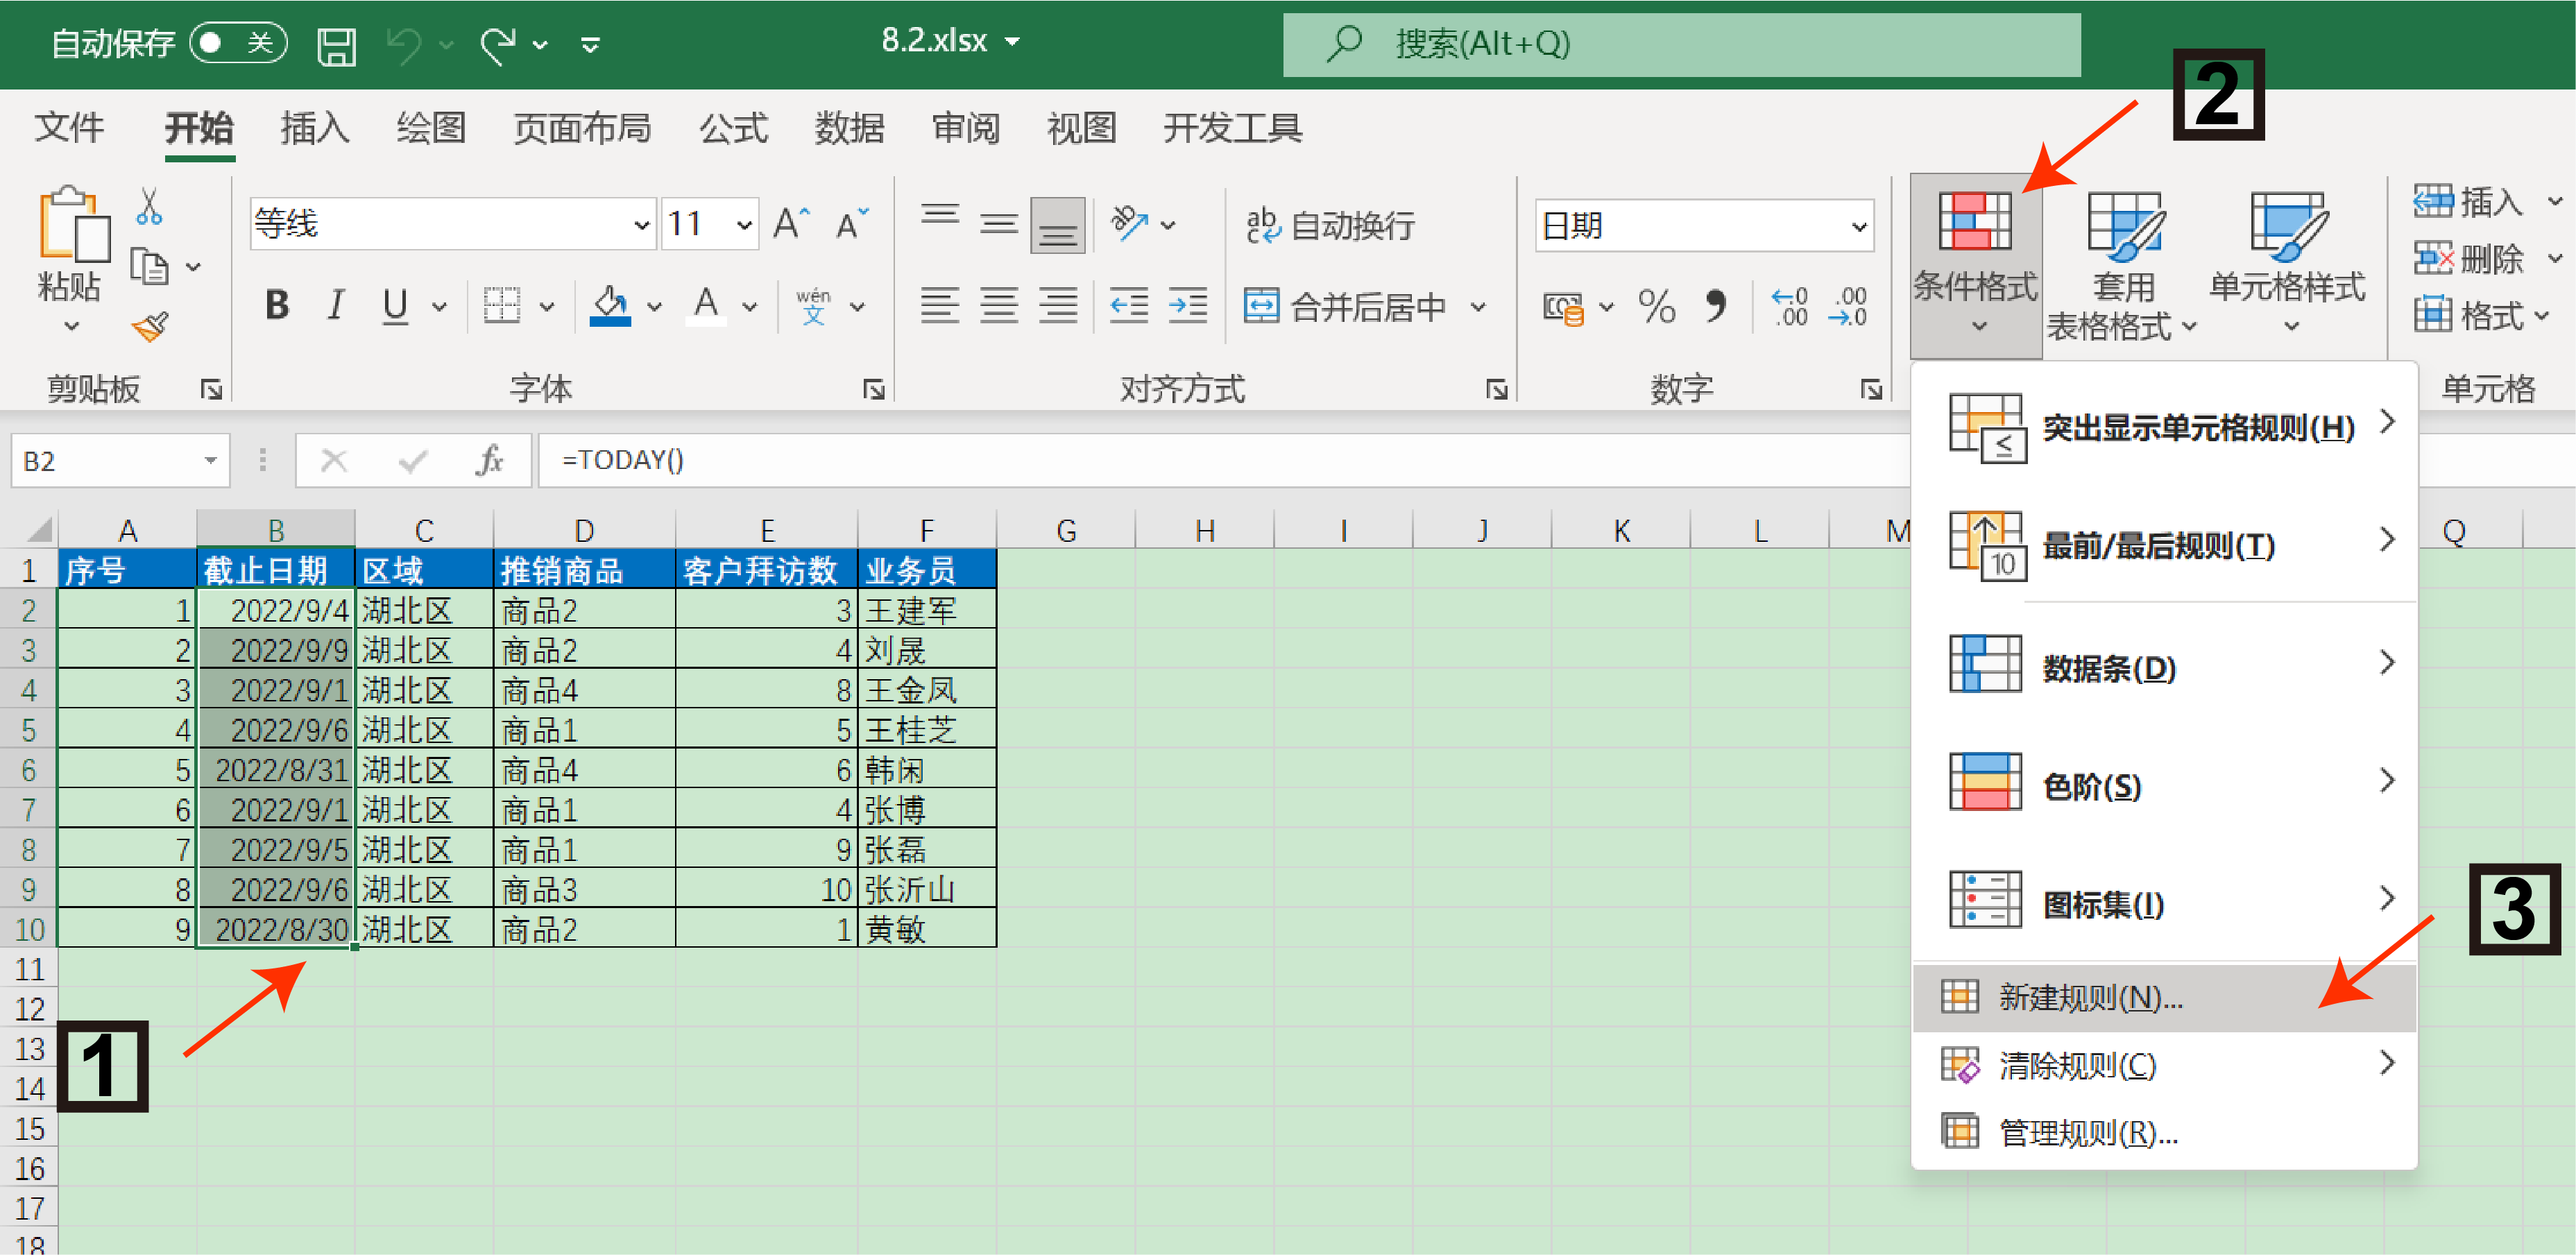 自动保存 关 8.2.xlsx 搜索(Alt+Q)
2
文件 开始 插入 绘图 页面布局 公式 数据 审阅 视图 开发工具
等线 11 A A ab 自动换行 日期 插入
粘贴 条件格式 套用 单元格样式 删除
B I U A wén 文 合并后居中 % , .0 .00 .00 .0 表格格式 格式
剪贴板 字体 对齐方式 数字 单元格
B2 fx =TODAY()
A B C D E F G H I J K L M Q
1 序号 截止日期 区域 推销商品 客户拜访数 业务员
2 1 2022/9/4 湖北区 商品2 3 王建军
3 2 2022/9/9 湖北区 商品2 4 刘晟
4 3 2022/9/1 湖北区 商品4 8 王金凤
5 4 2022/9/6 湖北区 商品1 5 王桂芝
6 5 2022/8/31 湖北区 商品4 6 韩闲
7 6 2022/9/1 湖北区 商品1 4 张博
8 7 2022/9/5 湖北区 商品1 9 张磊
9 8 2022/9/6 湖北区 商品3 10 张沂山
10 9 2022/8/30 湖北区 商品2 1 黄敏
11
12
13
14
15
16
17
18
1
≤ 突出显示单元格规则(H)
10 最前/最后规则(T)
数据条(D)
色阶(S)
图标集(I)
3
新建规则(N)...
清除规则(C)
管理规则(R)...